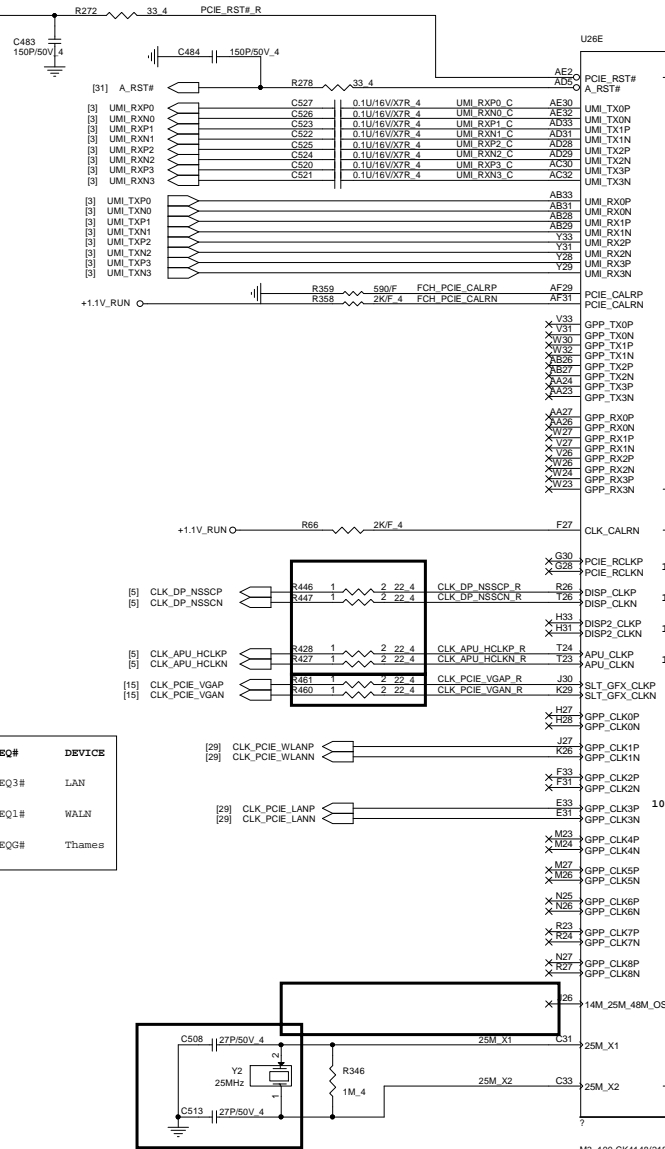 R272 33_4 PCIE_RST#_R
C483
150P/50V_4
C484 150P/50V_4
U26E
AE2 PCIE_RST#
[31] A_RST# R278 33_4 AD5 A_RST#
[3] UMI_RXP0 C527 0.1U/16V/X7R_4 UMI_RXP0_C AE30 UMI_TX0P
[3] UMI_RXN0 C526 0.1U/16V/X7R_4 UMI_RXN0_C AE32 UMI_TX0N
[3] UMI_RXP1 C523 0.1U/16V/X7R_4 UMI_RXP1_C AD33 UMI_TX1P
[3] UMI_RXN1 C522 0.1U/16V/X7R_4 UMI_RXN1_C AD31 UMI_TX1N
[3] UMI_RXP2 C525 0.1U/16V/X7R_4 UMI_RXP2_C AD28 UMI_TX2P
[3] UMI_RXN2 C524 0.1U/16V/X7R_4 UMI_RXN2_C AD29 UMI_TX2N
[3] UMI_RXP3 C520 0.1U/16V/X7R_4 UMI_RXP3_C AC30 UMI_TX3P
[3] UMI_RXN3 C521 0.1U/16V/X7R_4 UMI_RXN3_C AC32 UMI_TX3N
[3] UMI_TXP0 AB33 UMI_RX0P
[3] UMI_TXN0 AB31 UMI_RX0N
[3] UMI_TXP1 AB28 UMI_RX1P
[3] UMI_TXN1 AB29 UMI_RX1N
[3] UMI_TXP2 Y33 UMI_RX2P
[3] UMI_TXN2 Y31 UMI_RX2N
[3] UMI_TXP3 Y28 UMI_RX3P
[3] UMI_TXN3 Y29 UMI_RX3N
R359 590/F FCH_PCIE_CALRP AF29 PCIE_CALRP
+1.1V_RUN R358 2K/F_4 FCH_PCIE_CALRN AF31 PCIE_CALRN
V33 GPP_TX0P
V31 GPP_TX0N
W30 GPP_TX1P
W32 GPP_TX1N
AB26 GPP_TX2P
AB27 GPP_TX2N
AA24 GPP_TX3P
AA23 GPP_TX3N
AA27 GPP_RX0P
AA26 GPP_RX0N
W27 GPP_RX1P
V27 GPP_RX1N
V26 GPP_RX2P
W26 GPP_RX2N
W24 GPP_RX3P
W23 GPP_RX3N
+1.1V_RUN R66 2K/F_4 F27 CLK_CALRN
G30 PCIE_RCLKP
G28 PCIE_RCLKN
[5] CLK_DP_NSSCP R446 1 2 22_4 CLK_DP_NSSCP_R R26 DISP_CLKP
[5] CLK_DP_NSSCN R447 1 2 22_4 CLK_DP_NSSCN_R T26 DISP_CLKN
H33 DISP2_CLKP
H31 DISP2_CLKN
[5] CLK_APU_HCLKP R428 1 2 22_4 CLK_APU_HCLKP_R T24 APU_CLKP
[5] CLK_APU_HCLKN R427 1 2 22_4 CLK_APU_HCLKN_R T23 APU_CLKN
[15] CLK_PCIE_VGAP R461 1 2 22_4 CLK_PCIE_VGAP_R J30 SLT_GFX_CLKP
[15] CLK_PCIE_VGAN R460 1 2 22_4 CLK_PCIE_VGAN_R K29 SLT_GFX_CLKN
H27 GPP_CLK0P
H28 GPP_CLK0N
[29] CLK_PCIE_WLANP J27 GPP_CLK1P
[29] CLK_PCIE_WLANN K26 GPP_CLK1N
F33 GPP_CLK2P
F31 GPP_CLK2N
[29] CLK_PCIE_LANP E33 GPP_CLK3P
[29] CLK_PCIE_LANN E31 GPP_CLK3N
10
EQ# DEVICE
EQ3# LAN
EQ1# WALN
EQG# Thames
M23 GPP_CLK4P
M24 GPP_CLK4N
M27 GPP_CLK5P
M26 GPP_CLK5N
N25 GPP_CLK6P
N26 GPP_CLK6N
R23 GPP_CLK7P
R24 GPP_CLK7N
N27 GPP_CLK8P
R27 GPP_CLK8N
J26 14M_25M_48M_OS
C508 27P/50V_4 25M_X1 C31 25M_X1
2
Y2
25MHz
1
R346
1M_4
25M_X2 C33 25M_X2
C513 27P/50V_4
?